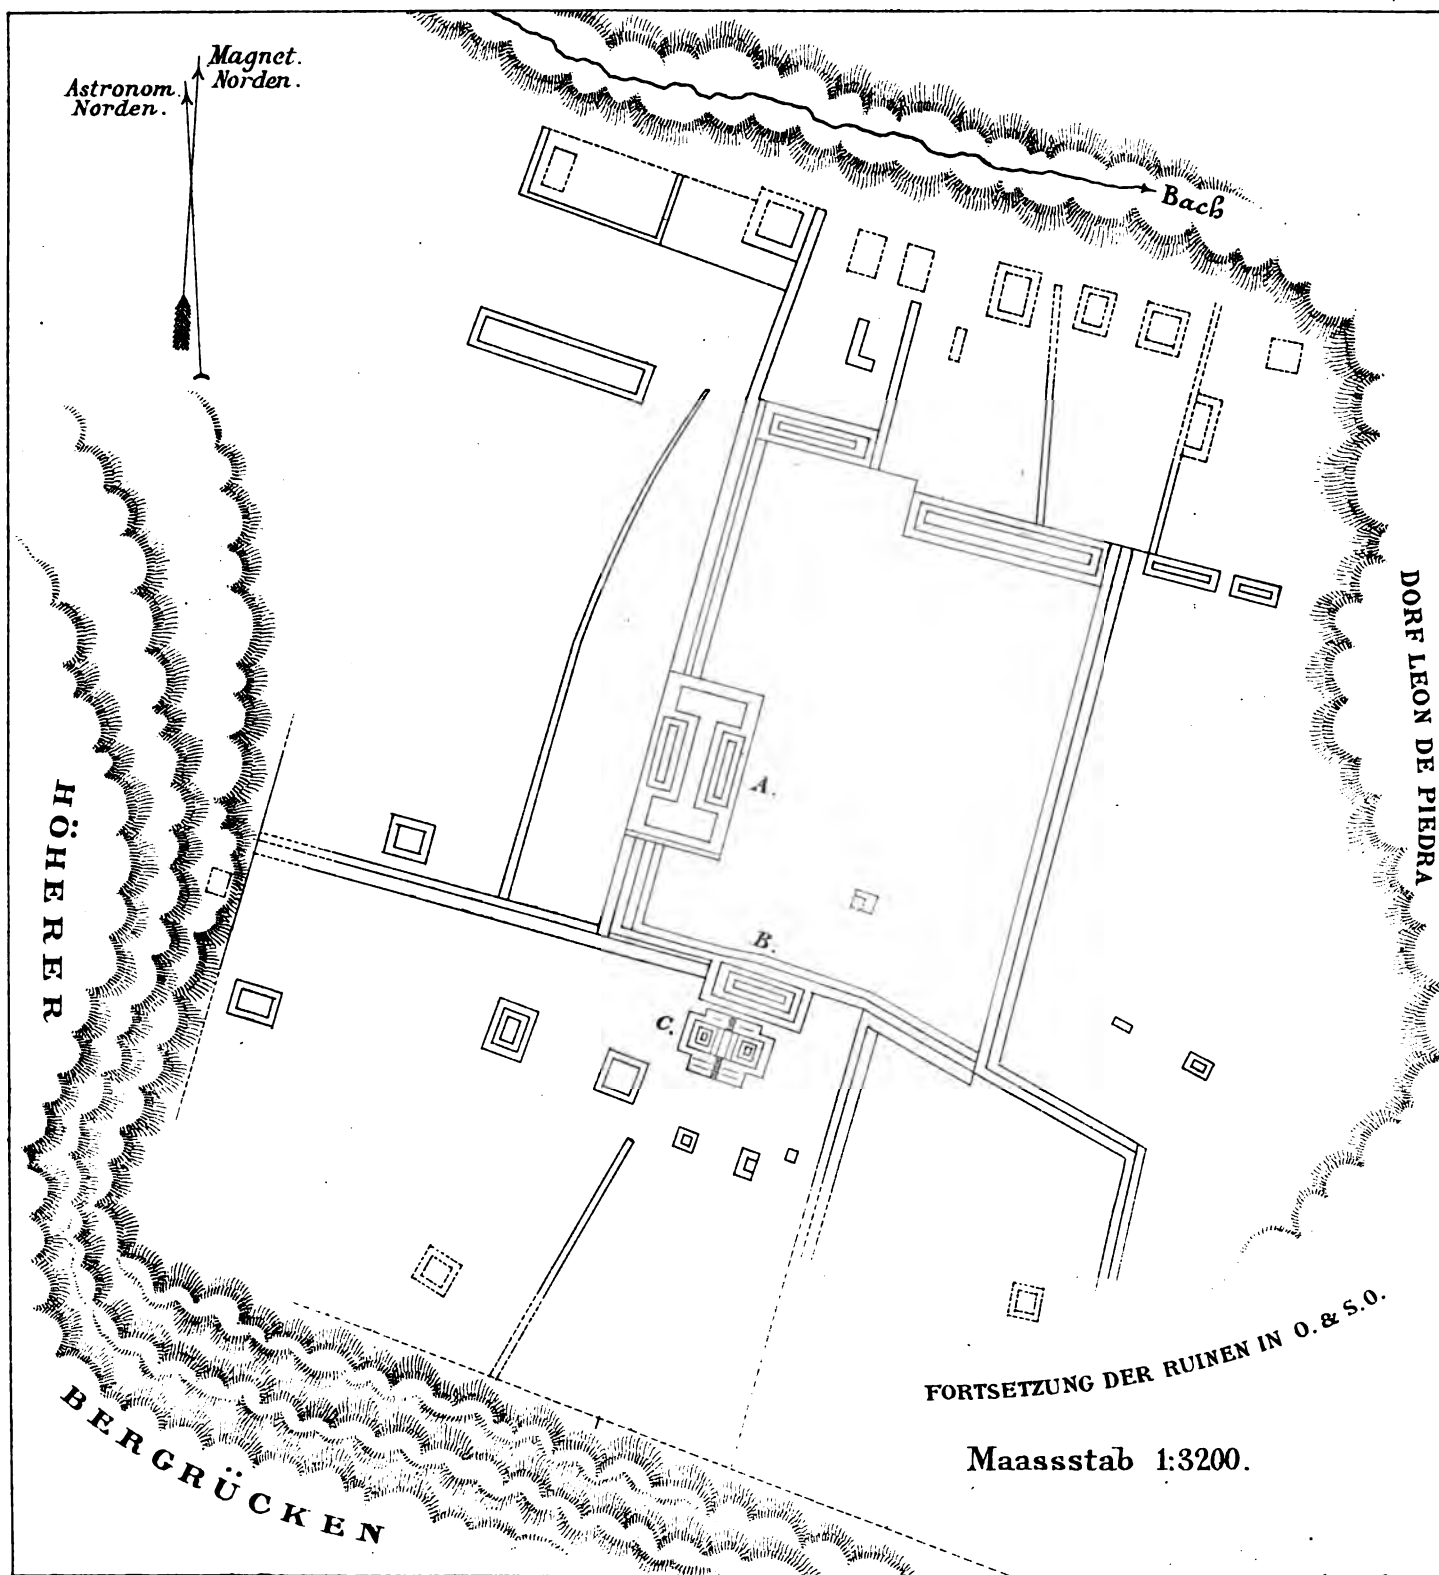 Magnet.
Norden.
Astronom.
Norden.
Bach
DORF LEON DE PIEDRA
A.
HÖHERER
B.
C.
FORTSETZUNG DER RUINEN IN O. & S.O.
BERGRÜCKEN
Maassstab 1:3200.